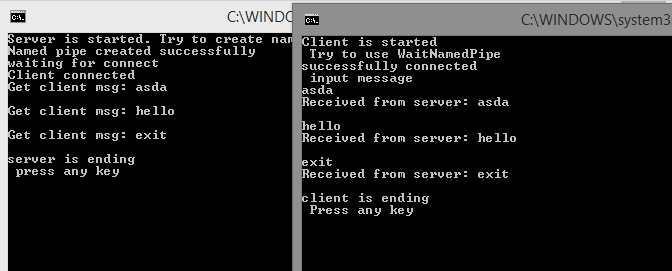 C:\WINDO
Server is started. Try to create nam
Named pipe created successfully
waiting for connect
Client connected
Get client msg: asda
Get client msg: hello
Get client msg: exit
server is ending
press any key
C:\WINDOWS\system3
Client is started
Try to use WaitNamedPipe
successfully connected
input message
asda
Received from server: asda
hello
Received from server: hello
exit
Received from server: exit
client is ending
Press any key